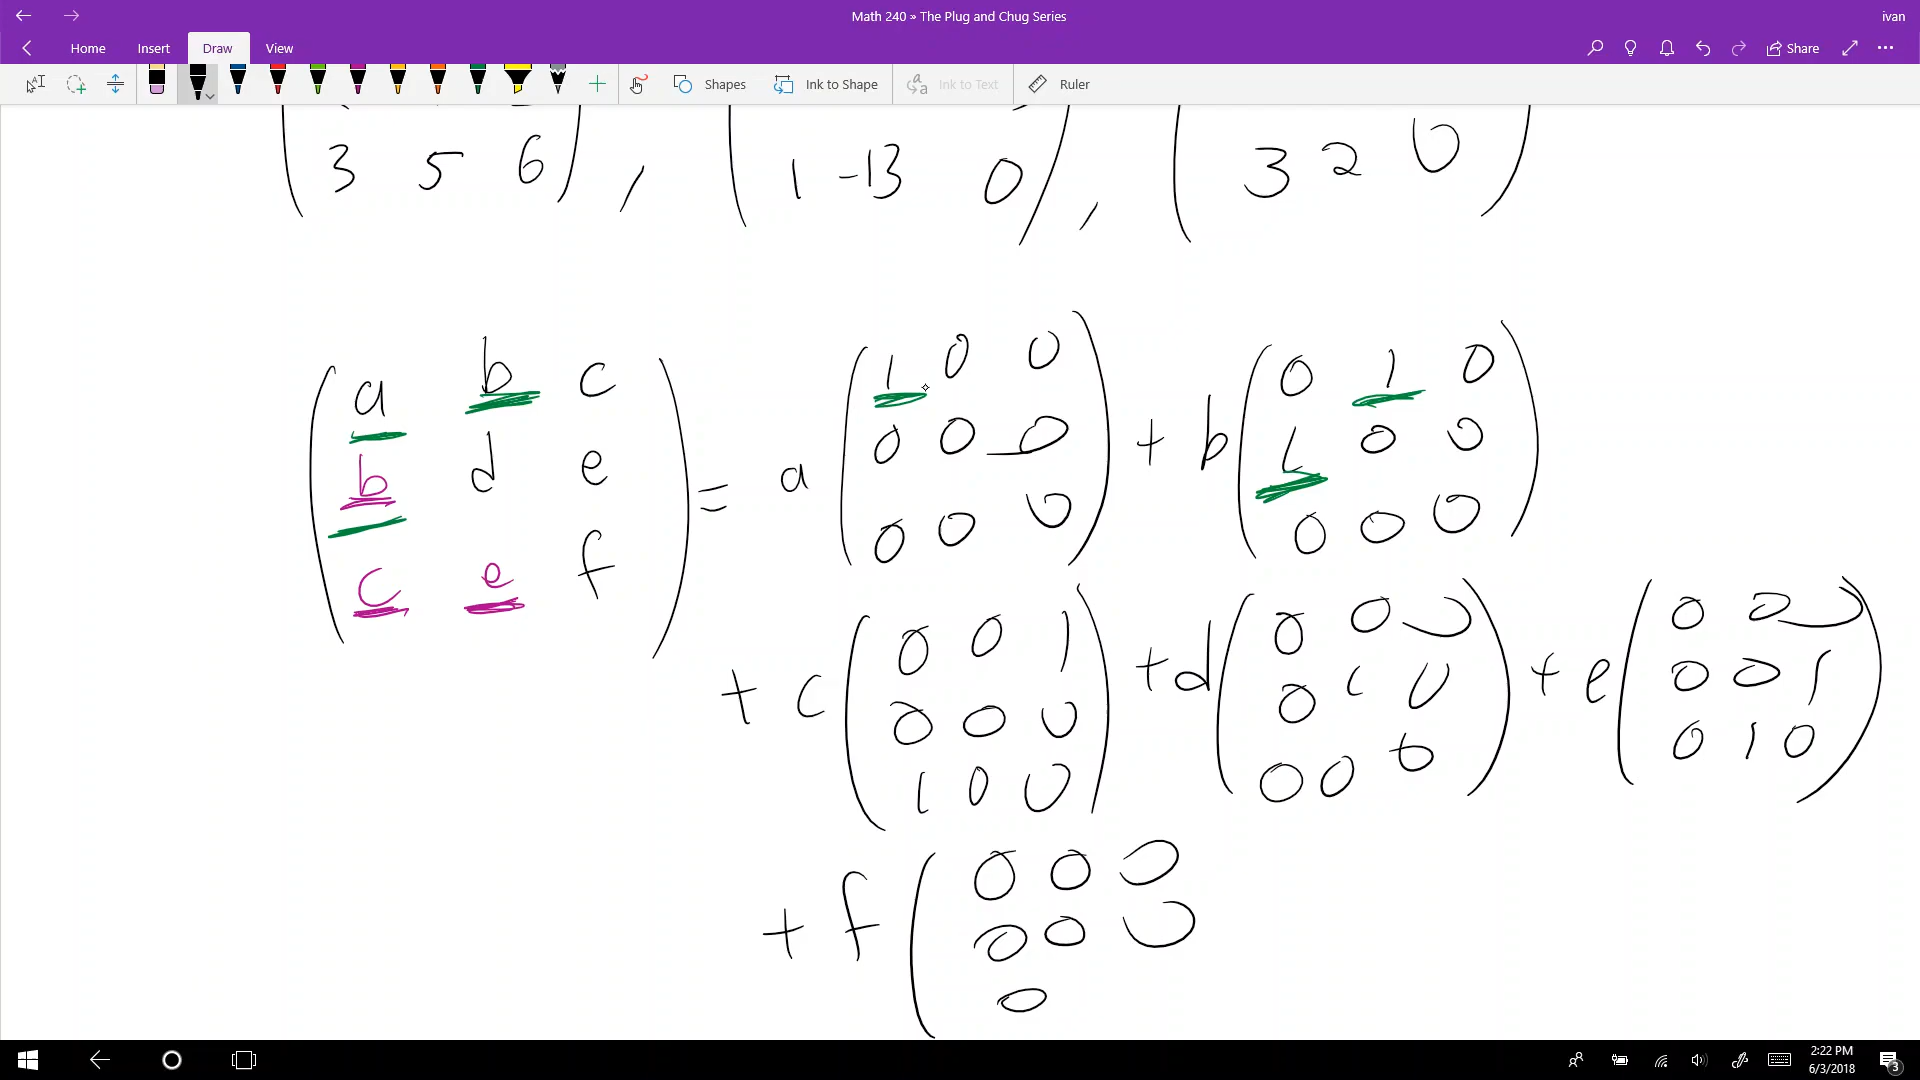 Math 240 » The Plug and Chug Series
ivan
Home Insert Draw View
Share
Shapes Ink to Shape Ink to Text Ruler
3 5 6 , 1 -13 0 , 3 2 0
a b c
b d e
c e f
= a
1 0 0
0 0 0
0 0 0
+ b
0 1 0
1 0 0
0 0 0
+ c
0 0 1
0 0 0
1 0 0
+ d
0 0 0
0 1 0
0 0 0
+ e
0 0 0
0 0 1
0 1 0
+ f
0 0 0
0 0 0
0
2:22 PM
6/3/2018
3